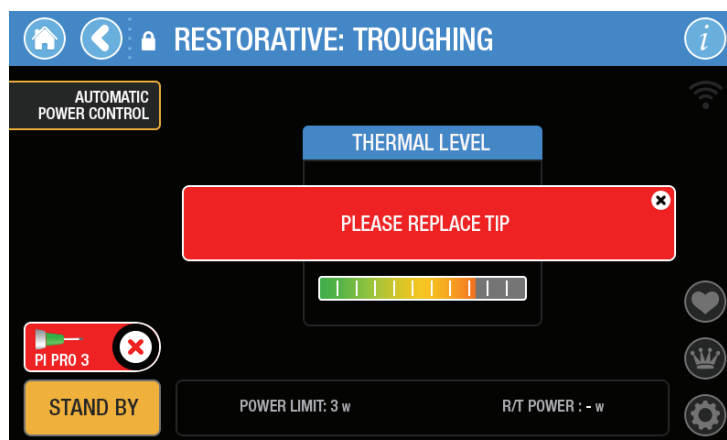 RESTORATIVE: TROUGHING
i
AUTOMATIC
POWER CONTROL
THERMAL LEVEL
PLEASE REPLACE TIP
PI PRO 3
STAND BY
POWER LIMIT: 3 w
R/T POWER : - w